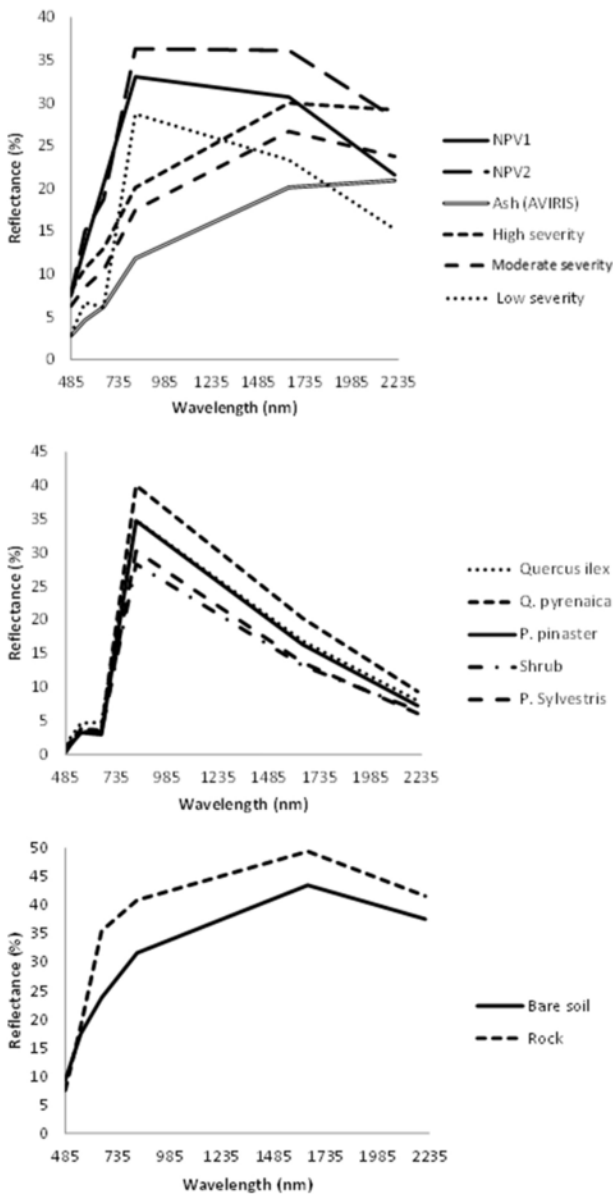 40
35
30
25
20
15
10
5
0
Reflectance (%)
485 735 985 1235 1485 1735 1985 2235
Wavelength (nm)
NPV1
NPV2
Ash (AVIRIS)
High severity
Moderate severity
Low severity
45
40
35
30
25
20
15
10
5
0
Reflectance (%)
485 735 985 1235 1485 1735 1985 2235
Wavelength (nm)
Quercus ilex
Q. pyrenaica
P. pinaster
Shrub
P. Sylvestris
50
45
40
35
30
25
20
15
10
5
0
Reflectance (%)
485 735 985 1235 1485 1735 1985 2235
Wavelength (nm)
Bare soil
Rock